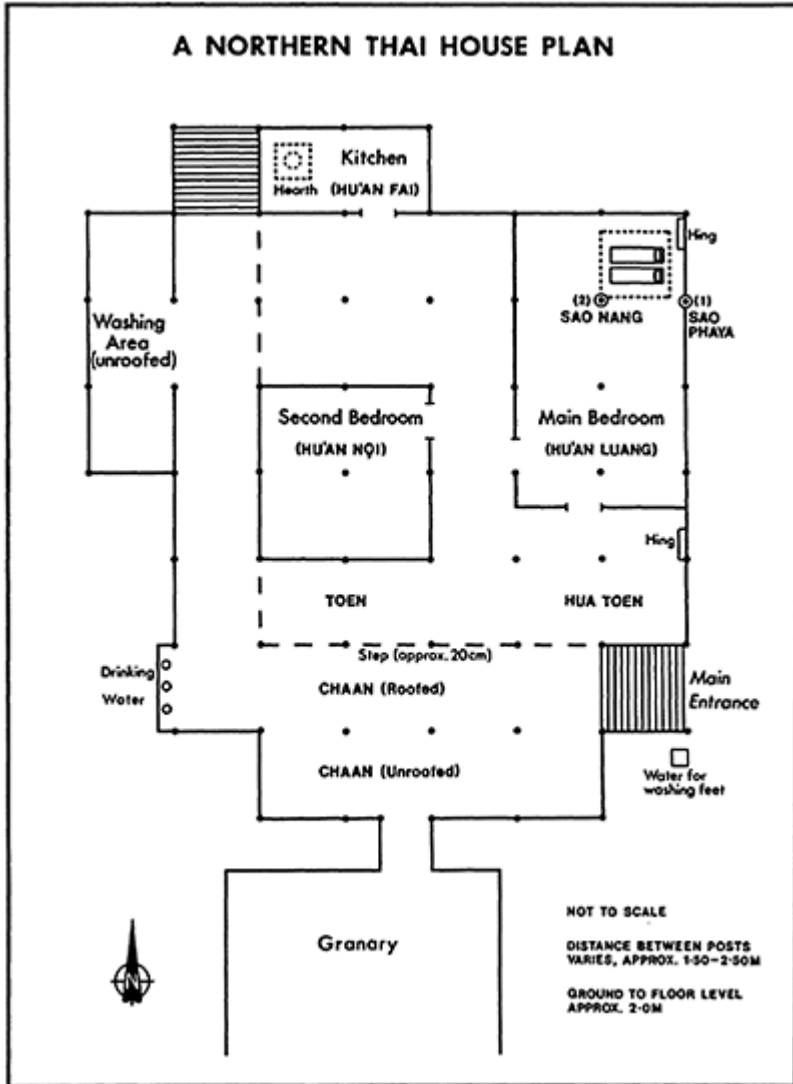 A NORTHERN THAI HOUSE PLAN
Kitchen
Hearth (HU'AN FAI)
Hing
(2)
(1)
SAO NANG
SAO
PHAYA
Washing
Area
(unroofed)
Second Bedroom
(HU'AN NỌI)
Main Bedroom
(HU'AN LUANG)
Hing
TOEN
HUA TOEN
Step (approx. 20cm)
Drinking
Water
CHAAN (Roofed)
Main
Entrance
CHAAN (Unroofed)
Water for
washing feet
Granary
N
NOT TO SCALE
DISTANCE BETWEEN POSTS
VARIES, APPROX. 1·50–2·50M
GROUND TO FLOOR LEVEL
APPROX. 2·0M